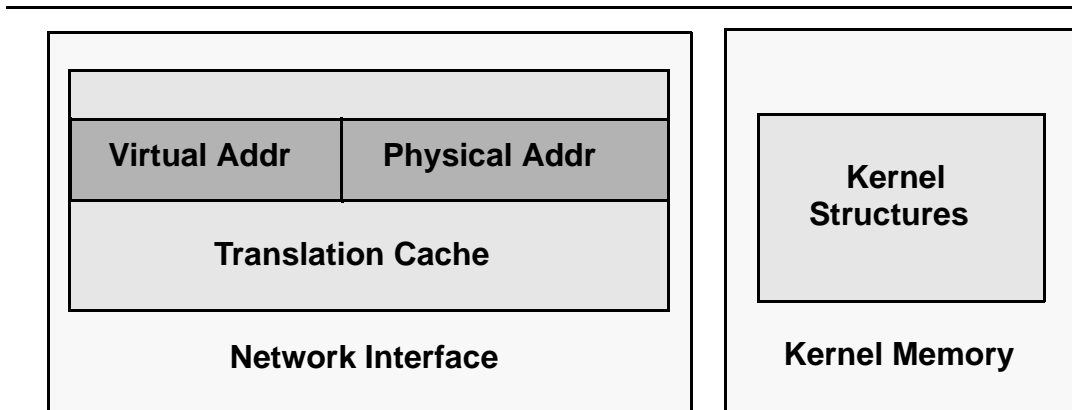 Virtual Addr
Physical Addr
Translation Cache
Network Interface
Kernel
Structures
Kernel Memory